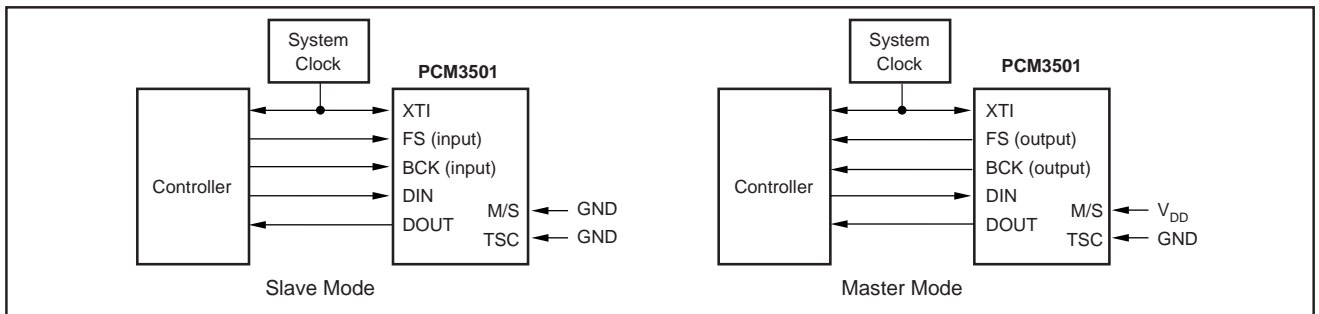 System
Clock
PCM3501
Controller
XTI
FS (input)
BCK (input)
DIN
DOUT
M/S
TSC
GND
GND
Slave Mode
System
Clock
PCM3501
Controller
XTI
FS (output)
BCK (output)
DIN
DOUT
M/S
TSC
VDD
GND
Master Mode